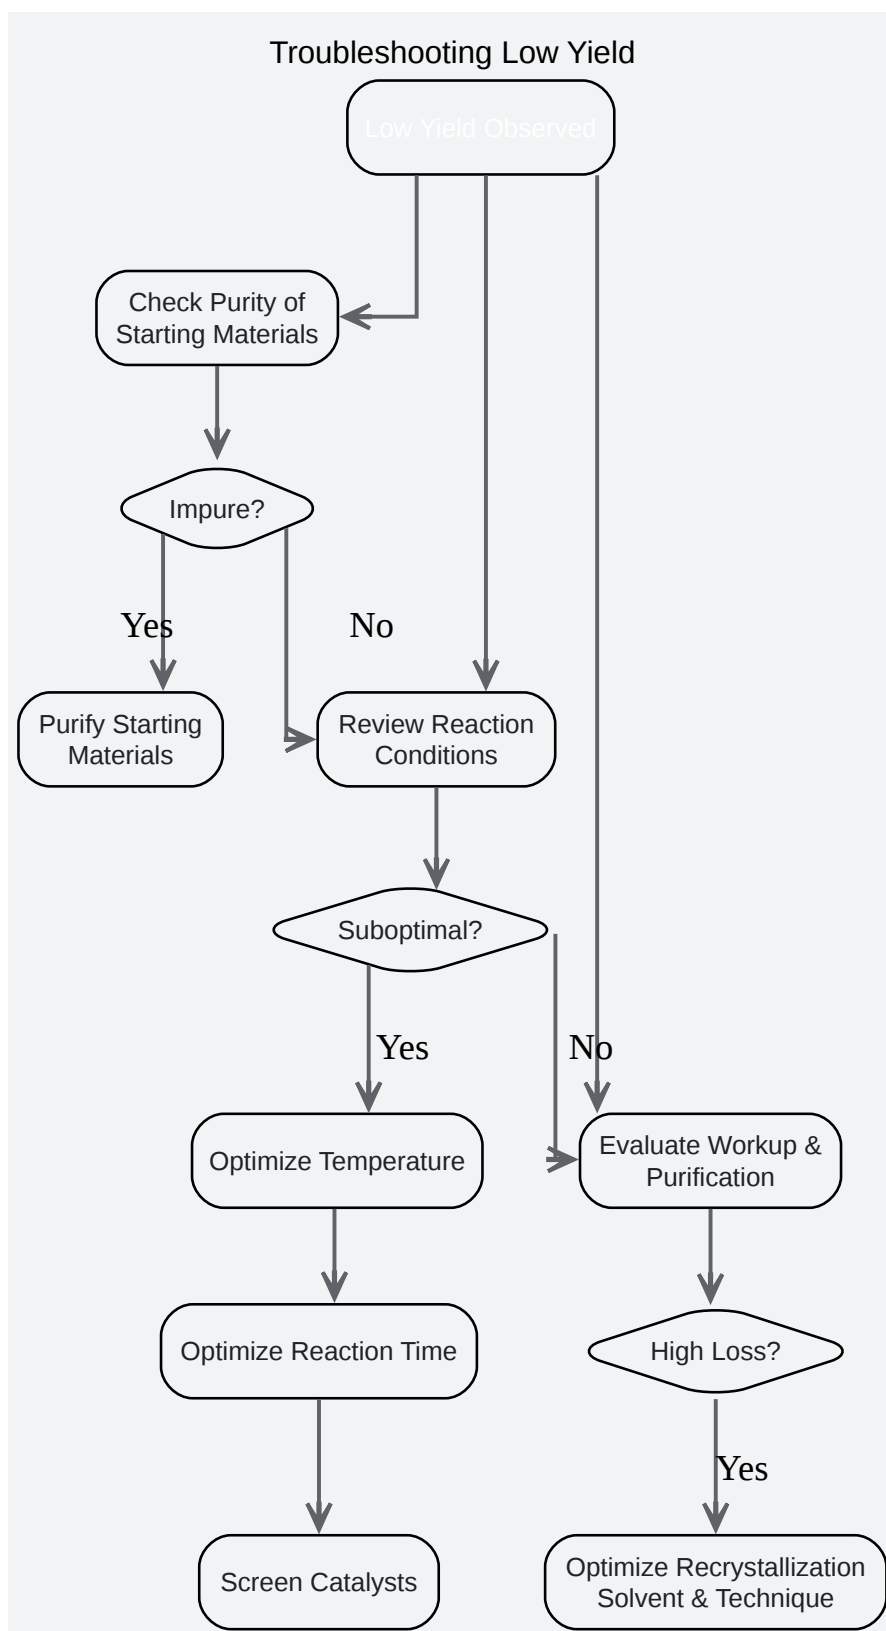 Troubleshooting Low Yield
Low Yield Observed
Check Purity of
Starting Materials
Impure?
Yes
No
Purify Starting
Materials
Review Reaction
Conditions
Suboptimal?
Yes
No
Optimize Temperature
Evaluate Workup &
Purification
Optimize Reaction Time
High Loss?
Yes
Screen Catalysts
Optimize Recrystallization
Solvent & Technique